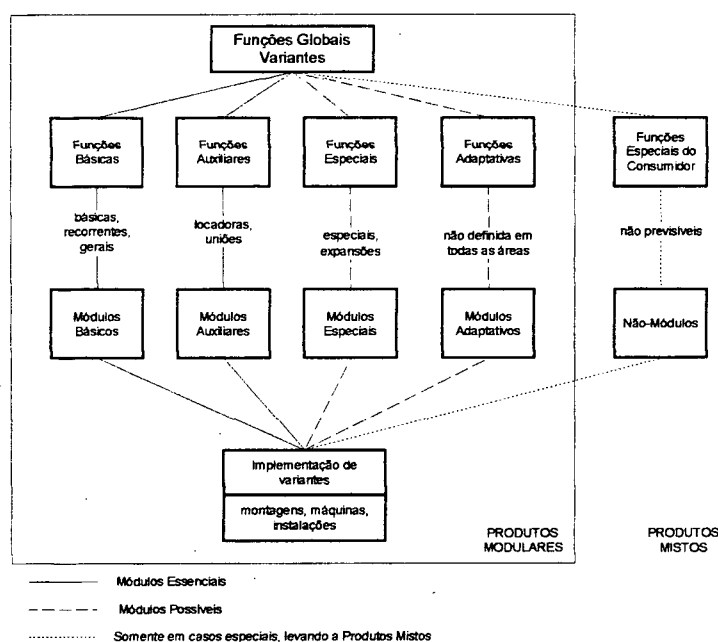 Funções Globais
Variantes
Funções
Básicas
Funções
Auxiliares
Funções
Especiais
Funções
Adaptativas
Funções
Especiais do
Consumidor
básicas,
recorrentes,
gerais
locadoras,
uniões
especiais,
expansões
não definida em
todas as áreas
não previsíveis
Módulos
Básicos
Módulos
Auxiliares
Módulos
Especiais
Módulos
Adaptativos
Não-Módulos
Implementação de
variantes
montagens, máquinas,
instalações
PRODUTOS
MODULARES
PRODUTOS
MISTOS
Módulos Essenciais
Módulos Possíveis
Somente em casos especiais, levando a Produtos Mistos